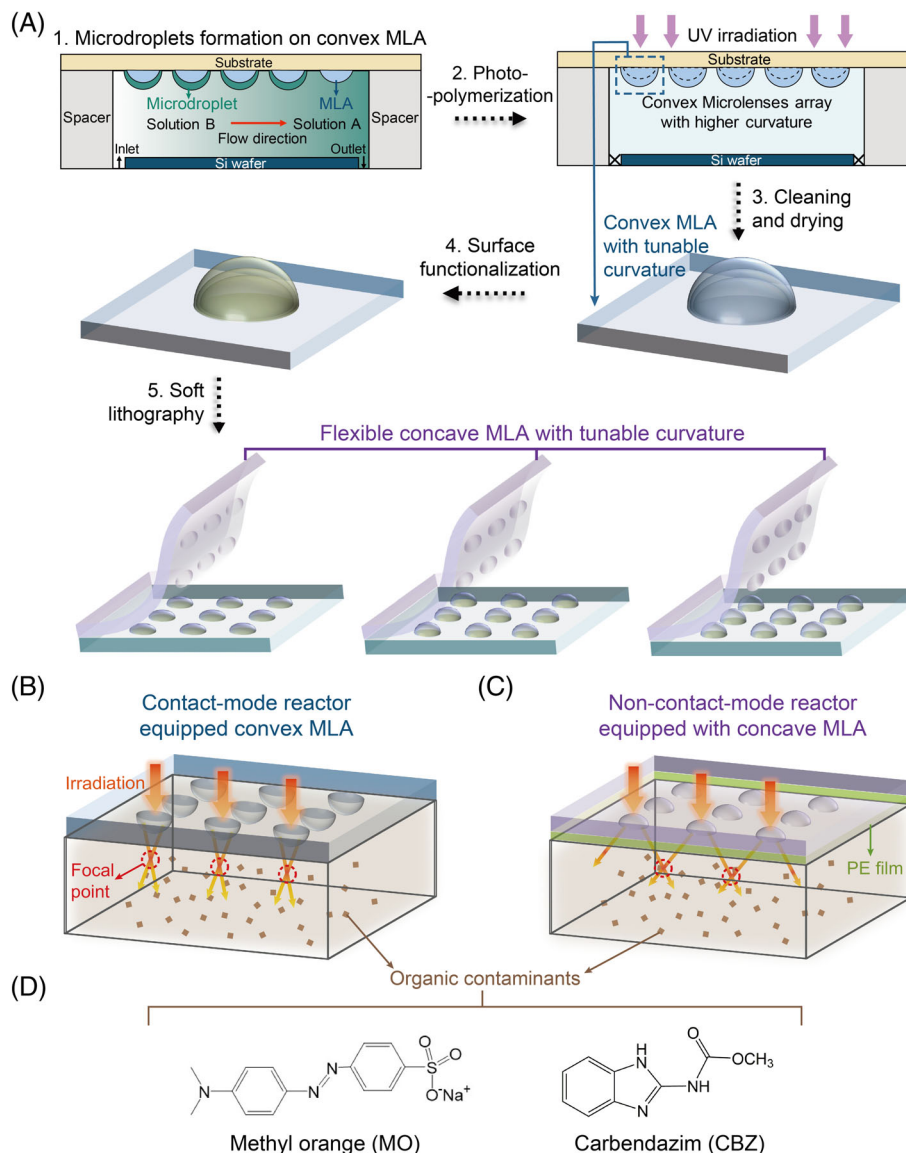 (A)
1. Microdroplets formation on convex MLA
Substrate
Microdroplet
MLA
Spacer
Solution B
Solution A
Spacer
Flow direction
Inlet
Outlet
Si wafer
2. Photo-
-polymerization
UV irradiation
Substrate
Convex Microlenses array
with higher curvature
Si wafer
3. Cleaning
and drying
Convex MLA
with tunable
curvature
4. Surface
functionalization
5. Soft
lithography
Flexible concave MLA with tunable curvature
(B)
Contact-mode reactor
equipped convex MLA
Irradiation
Focal
point
(C)
Non-contact-mode reactor
equipped with concave MLA
PE film
Organic contaminants
(D)
N
N
N
S
O
O
O⁻Na⁺
Methyl orange (MO)
H
N
N
NH
O
OCH₃
Carbendazim (CBZ)